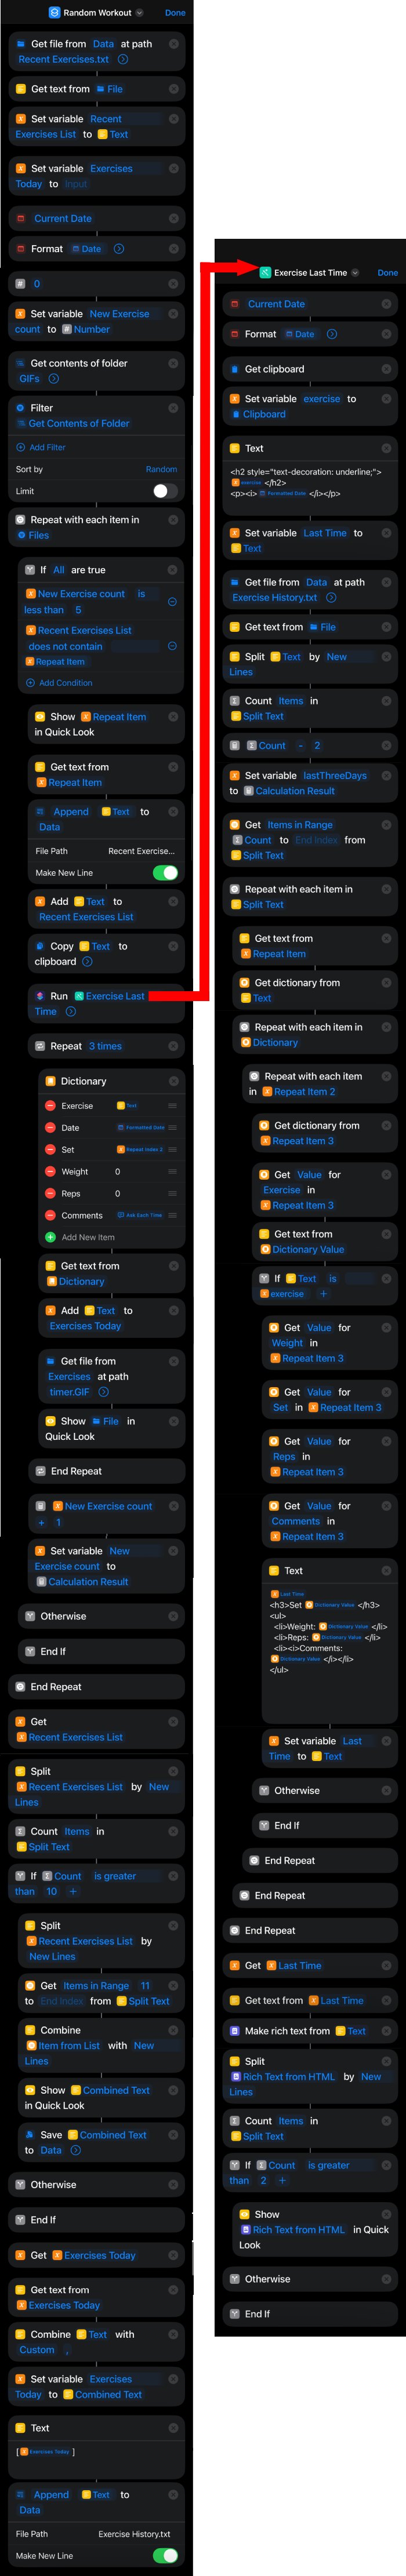 Random Workout
Done
Get file from Data at path
Recent Exercises.txt
Get text from File
Set variable Recent
Exercises List to Text
Set variable Exercises
Today to Input
Current Date
Format Date
0
Set variable New Exercise
count to Number
Get contents of folder
GIFs
Filter
Get Contents of Folder
Add Filter
Sort by Random
Limit
Repeat with each item in
Files
If All are true
New Exercise count is
less than 5
Recent Exercises List
does not contain
Repeat Item
Add Condition
Show Repeat Item
in Quick Look
Get text from
Repeat Item
Append Text to
Data
File Path Recent Exercise...
Make New Line
Add Text to
Recent Exercises List
Copy Text to
clipboard
Run Exercise Last
Time
Repeat 3 times
Dictionary
Exercise Text
Date Formatted Date
Set Repeat Index 2
Weight 0
Reps 0
Comments Ask Each Time
Add New Item
Get text from
Dictionary
Add Text to
Exercises Today
Get file from
Exercises at path
timer.GIF
Show File in
Quick Look
End Repeat
New Exercise count
+ 1
Set variable New
Exercise count to
Calculation Result
Otherwise
End If
End Repeat
Get
Recent Exercises List
Split
Recent Exercises List by New
Lines
Count Items in
Split Text
If Count is greater
than 10 +
Split
Recent Exercises List by
New Lines
Get Items in Range 11
to End Index from Split Text
Combine
Item from List with New
Lines
Show Combined Text
in Quick Look
Save Combined Text
to Data
Otherwise
End If
Get Exercises Today
Get text from
Exercises Today
Combine Text with
Custom ,
Set variable Exercises
Today to Combined Text
Text
[ Exercises Today ]
Append Text to
Data
File Path Exercise History.txt
Make New Line
Exercise Last Time
Done
Current Date
Format Date
Get clipboard
Set variable exercise to
Clipboard
Text
<h2 style="text-decoration: underline;">
exercise </h2>
<p><i> Formatted Date </i></p>
Set variable Last Time to
Text
Get file from Data at path
Exercise History.txt
Get text from File
Split Text by New
Lines
Count Items in
Split Text
Count - 2
Set variable lastThreeDays
to Calculation Result
Get Items in Range
Count to End Index from
Split Text
Repeat with each item in
Split Text
Get text from
Repeat Item
Get dictionary from
Text
Repeat with each item in
Dictionary
Repeat with each item
in Repeat Item 2
Get dictionary from
Repeat Item 3
Get Value for
Exercise in
Repeat Item 3
Get text from
Dictionary Value
If Text is
exercise +
Get Value for
Weight in
Repeat Item 3
Get Value for
Set in Repeat Item 3
Get Value for
Reps in
Repeat Item 3
Get Value for
Comments in
Repeat Item 3
Text
Last Time
<h3>Set Dictionary Value </h3>
<ul>
<li>Weight: Dictionary Value </li>
<li>Reps: Dictionary Value </li>
<li><i>Comments:
Dictionary Value </i></li>
</ul>
Set variable Last
Time to Text
Otherwise
End If
End Repeat
End Repeat
End Repeat
Get Last Time
Get text from Last Time
Make rich text from Text
Split
Rich Text from HTML by New
Lines
Count Items in
Split Text
If Count is greater
than 2 +
Show
Rich Text from HTML in Quick
Look
Otherwise
End If